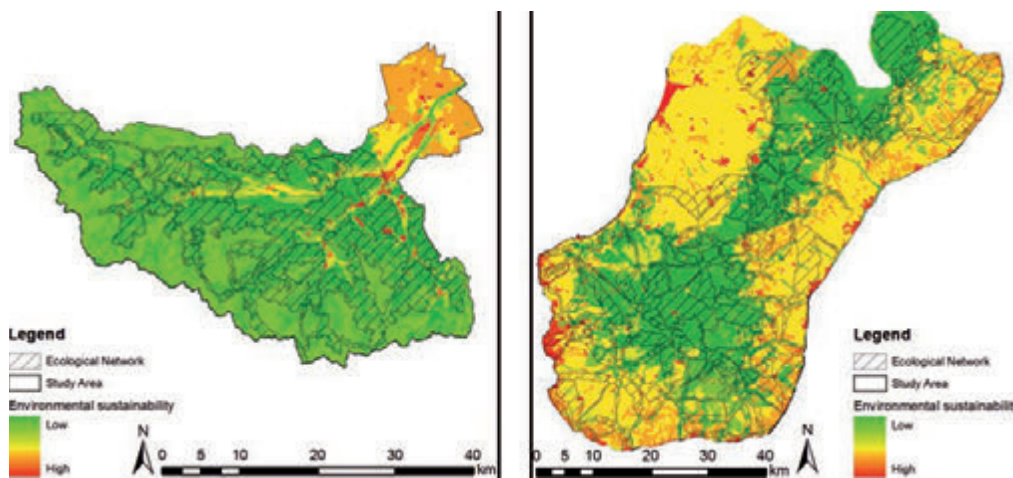 Legend
Ecological Network
Study Area
Environmental sustainability
Low
High
N
0 5 10 20 30 40
km
Legend
Ecological Network
Study Area
Environmental sustainabilit
Low
High
N
0 5 10 20 30 40
km